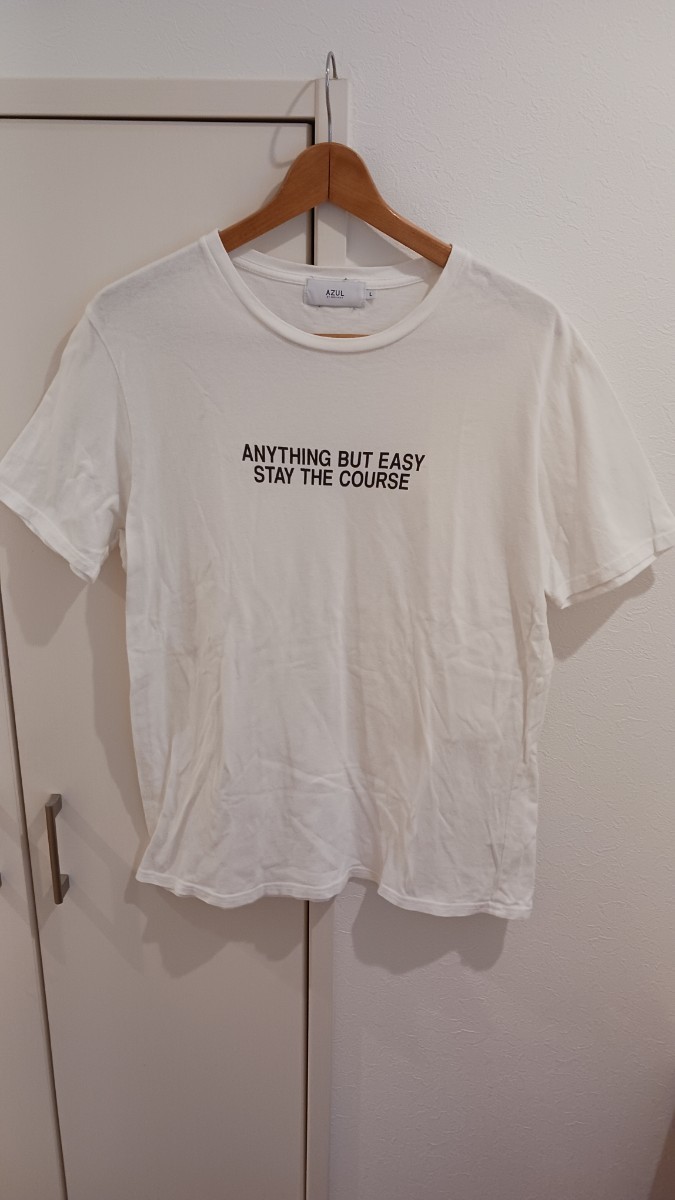 AZUL
L
ANYTHING BUT EASY
STAY THE COURSE